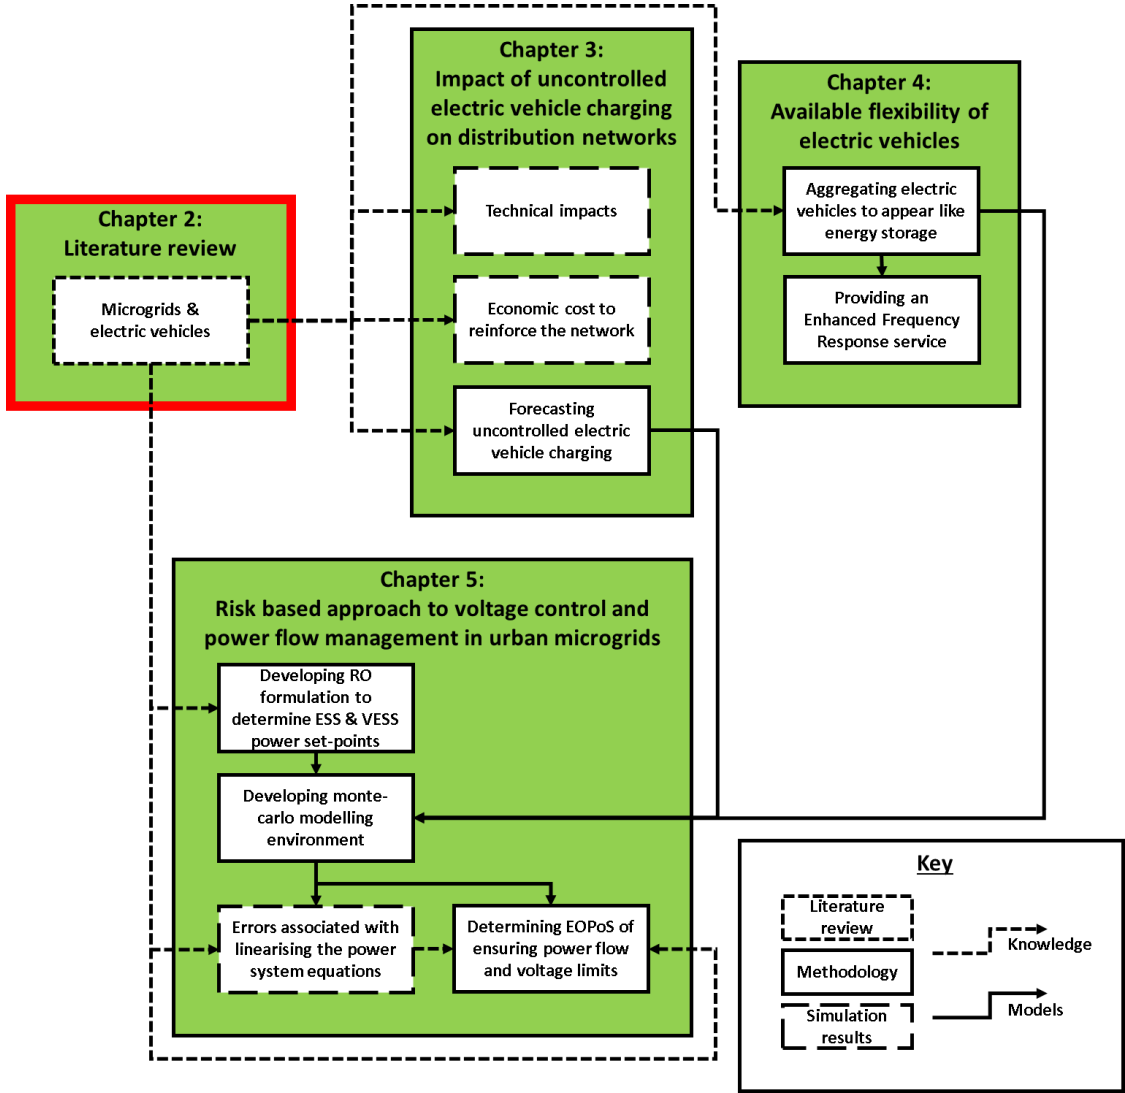 Chapter 2:
Literature review
Microgrids &
electric vehicles
Chapter 3:
Impact of uncontrolled
electric vehicle charging
on distribution networks
Technical impacts
Economic cost to
reinforce the network
Forecasting
uncontrolled electric
vehicle charging
Chapter 4:
Available flexibility of
electric vehicles
Aggregating electric
vehicles to appear like
energy storage
Providing an
Enhanced Frequency
Response service
Chapter 5:
Risk based approach to voltage control and
power flow management in urban microgrids
Developing RO
formulation to
determine ESS & VESS
power set-points
Developing monte-
carlo modelling
environment
Errors associated with
linearising the power
system equations
Determining EOPoS of
ensuring power flow
and voltage limits
Key
Literature
review
Methodology
Simulation
results
Knowledge
Models